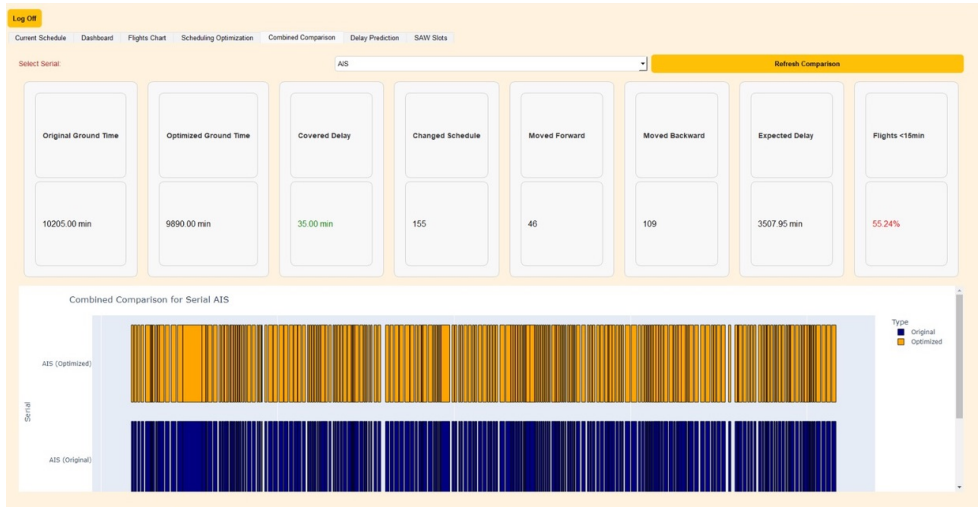 Log Off
Current Schedule Dashboard Flights Chart Scheduling Optimization Combined Comparison Delay Prediction SAW Slots
Select Serial: AIS Refresh Comparison
Original Ground Time Optimized Ground Time Covered Delay Changed Schedule Moved Forward Moved Backward Expected Delay Flights <15min
10205.00 min 9890.00 min 35.00 min 155 46 109 3507.95 min 55.24%
Combined Comparison for Serial AIS
Type
Original
Optimized
AIS (Optimized)
Serial
AIS (Original)